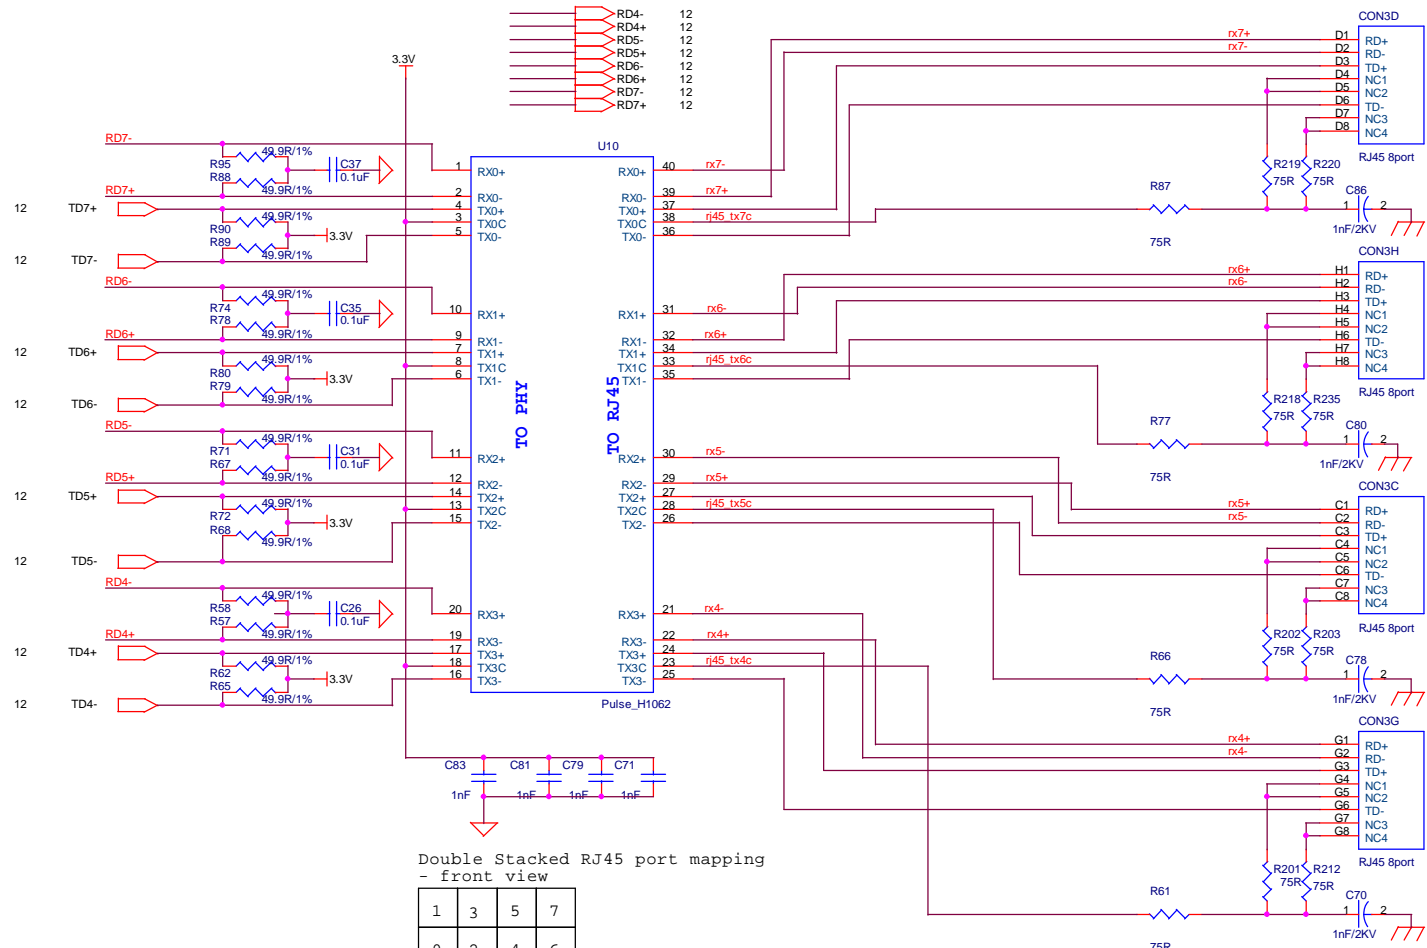 RD4- 12
RD4+ 12
RD5- 12
RD5+ 12
RD6- 12
RD6+ 12
RD7- 12
RD7+ 12
3.3V
RD7-
R95 49.9R/1%
R88 49.9R/1%
C37
0.1uF
RD7+
12 TD7+
R90 49.9R/1%
R89 49.9R/1%
3.3V
12 TD7-
RD6-
R74 49.9R/1%
R78 49.9R/1%
C35
0.1uF
RD6+
12 TD6+
R80 49.9R/1%
R79 49.9R/1%
3.3V
12 TD6-
RD5-
R71 49.9R/1%
R67 49.9R/1%
C31
0.1uF
RD5+
12 TD5+
R72 49.9R/1%
R68 49.9R/1%
3.3V
12 TD5-
RD4-
R58 49.9R/1%
R57 49.9R/1%
C26
0.1uF
RD4+
12 TD4+
R62 49.9R/1%
R65 49.9R/1%
3.3V
12 TD4-
U10
1 RX0+ RX0+ 40 rx7-
2 RX0- RX0- 39 rx7+
4 TX0+ TX0+ 37
3 TX0C TX0C 38 rj45_tx7c
5 TX0- TX0- 36
10 RX1+ RX1+ 31 rx6-
9 RX1- RX1- 32 rx6+
7 TX1+ TX1+ 34
8 TX1C TX1C 33 rj45_tx6c
6 TX1- TX1- 35
TO PHY
TO RJ45
11 RX2+ RX2+ 30 rx5-
12 RX2- RX2- 29 rx5+
14 TX2+ TX2+ 27
13 TX2C TX2C 28 rj45_tx5c
15 TX2- TX2- 26
20 RX3+ RX3+ 21 rx4-
19 RX3- RX3- 22 rx4+
17 TX3+ TX3+ 24
18 TX3C TX3C 23 rj45_tx4c
16 TX3- TX3- 25
Pulse_H1062
C83 C81 C79 C71
1nF 1nF 1nF 1nF
CON3D
rx7+ D1 RD+
rx7- D2 RD-
D3 TD+
D4 NC1
D5 NC2
D6 TD-
D7 NC3
D8 NC4
RJ45 8port
R219 R220
75R 75R
R87
75R
C86
1 2
1nF/2KV
CON3H
rx6+ H1 RD+
rx6- H2 RD-
H3 TD+
H4 NC1
H5 NC2
H6 TD-
H7 NC3
H8 NC4
RJ45 8port
R218 R235
75R 75R
R77
75R
C80
1 2
1nF/2KV
CON3C
rx5+ C1 RD+
rx5- C2 RD-
C3 TD+
C4 NC1
C5 NC2
C6 TD-
C7 NC3
C8 NC4
RJ45 8port
R202 R203
75R 75R
R66
75R
C78
1 2
1nF/2KV
CON3G
rx4+ G1 RD+
rx4- G2 RD-
G3 TD+
G4 NC1
G5 NC2
G6 TD-
G7 NC3
G8 NC4
RJ45 8port
R201 R212
75R 75R
R61
75R
C70
1 2
1nF/2KV
Double Stacked RJ45 port mapping
- front view
1 3 5 7
0 2 4 6